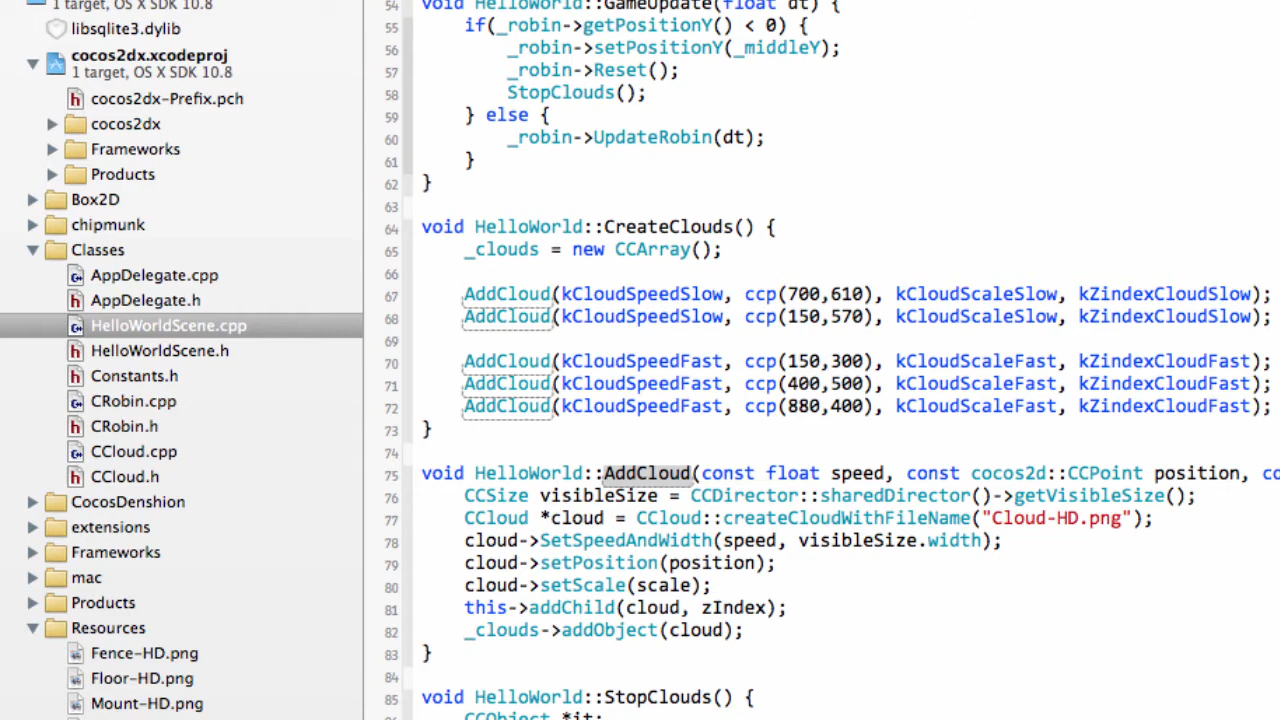 1 target, OS X SDK 10.8
libsqlite3.dylib
cocos2dx.xcodeproj
1 target, OS X SDK 10.8
cocos2dx-Prefix.pch
cocos2dx
Frameworks
Products
Box2D
chipmunk
Classes
AppDelegate.cpp
AppDelegate.h
HelloWorldScene.cpp
HelloWorldScene.h
Constants.h
CRobin.cpp
CRobin.h
CCloud.cpp
CCloud.h
CocosDenshion
extensions
Frameworks
mac
Products
Resources
Fence-HD.png
Floor-HD.png
Mount-HD.png
54 void HelloWorld::GameUpdate(float dt) {
55 if(_robin->getPositionY() < 0) {
56 _robin->setPositionY(_middleY);
57 _robin->Reset();
58 StopClouds();
59 } else {
60 _robin->UpdateRobin(dt);
61 }
62 }
63
64 void HelloWorld::CreateClouds() {
65 _clouds = new CCArray();
66
67 AddCloud(kCloudSpeedSlow, ccp(700,610), kCloudScaleSlow, kZindexCloudSlow);
68 AddCloud(kCloudSpeedSlow, ccp(150,570), kCloudScaleSlow, kZindexCloudSlow);
69
70 AddCloud(kCloudSpeedFast, ccp(150,300), kCloudScaleFast, kZindexCloudFast);
71 AddCloud(kCloudSpeedFast, ccp(400,500), kCloudScaleFast, kZindexCloudFast);
72 AddCloud(kCloudSpeedFast, ccp(880,400), kCloudScaleFast, kZindexCloudFast);
73 }
74
75 void HelloWorld::AddCloud(const float speed, const cocos2d::CCPoint position, co
76 CCSize visibleSize = CCDirector::sharedDirector()->getVisibleSize();
77 CCloud *cloud = CCloud::createCloudWithFileName("Cloud-HD.png");
78 cloud->SetSpeedAndWidth(speed, visibleSize.width);
79 cloud->setPosition(position);
80 cloud->setScale(scale);
81 this->addChild(cloud, zIndex);
82 _clouds->addObject(cloud);
83 }
84
85 void HelloWorld::StopClouds() {
CCObject *it;